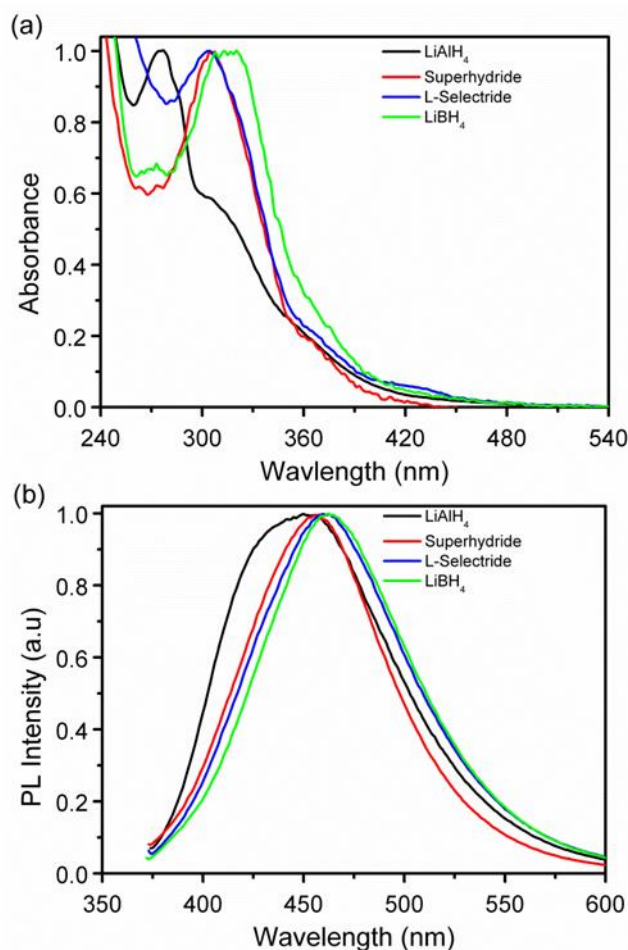 (a)
1.0
0.8
0.6
0.4
0.2
0.0
Absorbance
LiAlH₄
Superhydride
L-Selectride
LiBH₄
240 300 360 420 480 540
Wavlength (nm)
(b)
1.0
0.8
0.6
0.4
0.2
0.0
PL Intensity (a.u)
LiAlH₄
Superhydride
L-Selectride
LiBH₄
350 400 450 500 550 600
Wavelength (nm)